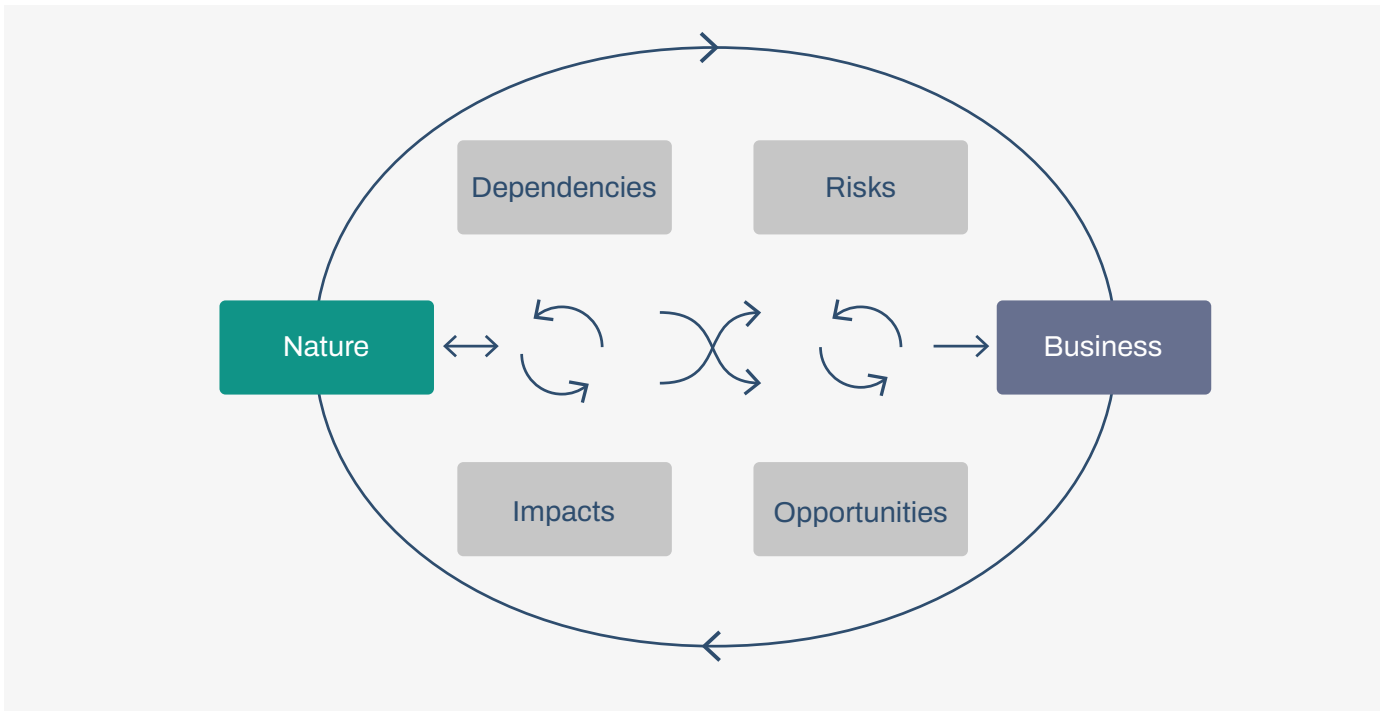 Dependencies
Risks
Nature
Business
Impacts
Opportunities